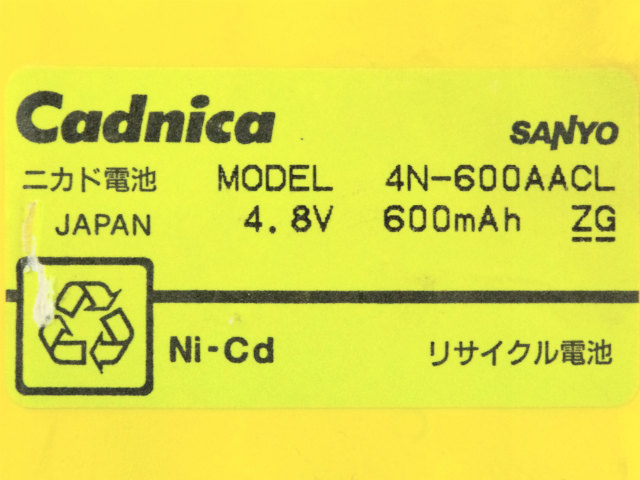 Cadnica SANYO
ニカド電池 MODEL 4N-600AACL
JAPAN 4.8V 600mAh ZG
Ni-Cd リサイクル電池